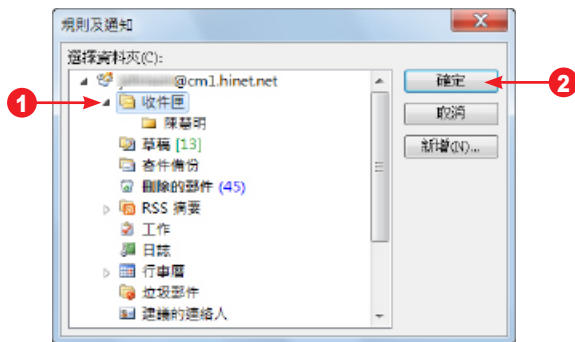 規則及通知
選擇資料夾(C):
@cm1.hinet.net
確定
2
1
收件匣
取消
陳慧明
新增(N)...
草稿 [13]
寄件備份
刪除的郵件 (45)
RSS 摘要
工作
日誌
行事曆
垃圾郵件
建議的連絡人